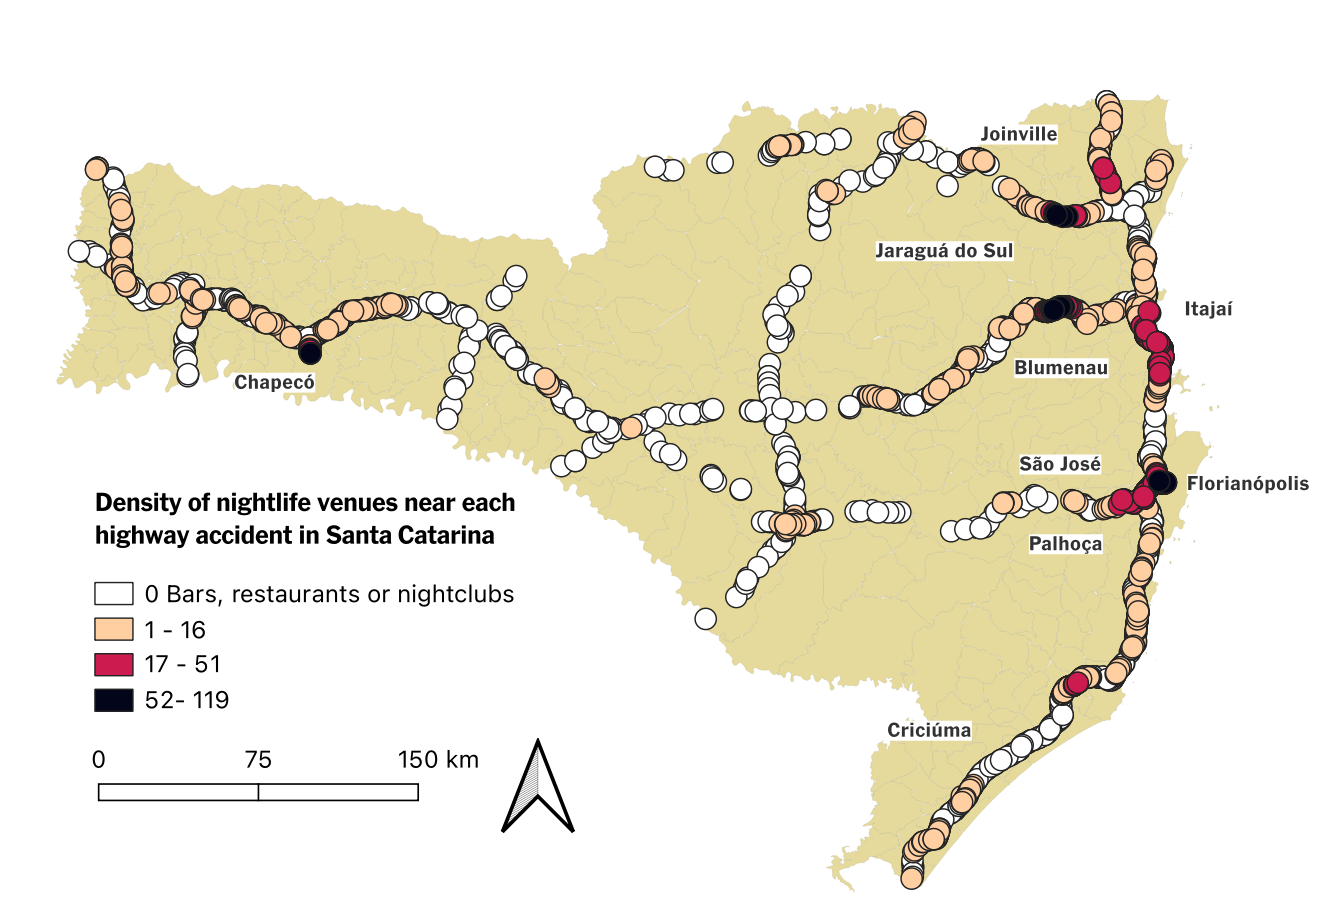 Joinville
Jaraguá do Sul
Itajaí
Blumenau
Chapecó
São José
Florianópolis
Palhoça
Criciúma
Density of nightlife venues near each
highway accident in Santa Catarina
0 Bars, restaurants or nightclubs
1 - 16
17 - 51
52- 119
0 75 150 km